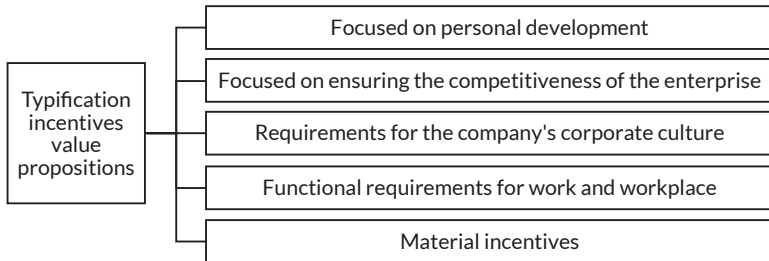 Typification
incentives
value
propositions
Focused on personal development
Focused on ensuring the competitiveness of the enterprise
Requirements for the company's corporate culture
Functional requirements for work and workplace
Material incentives